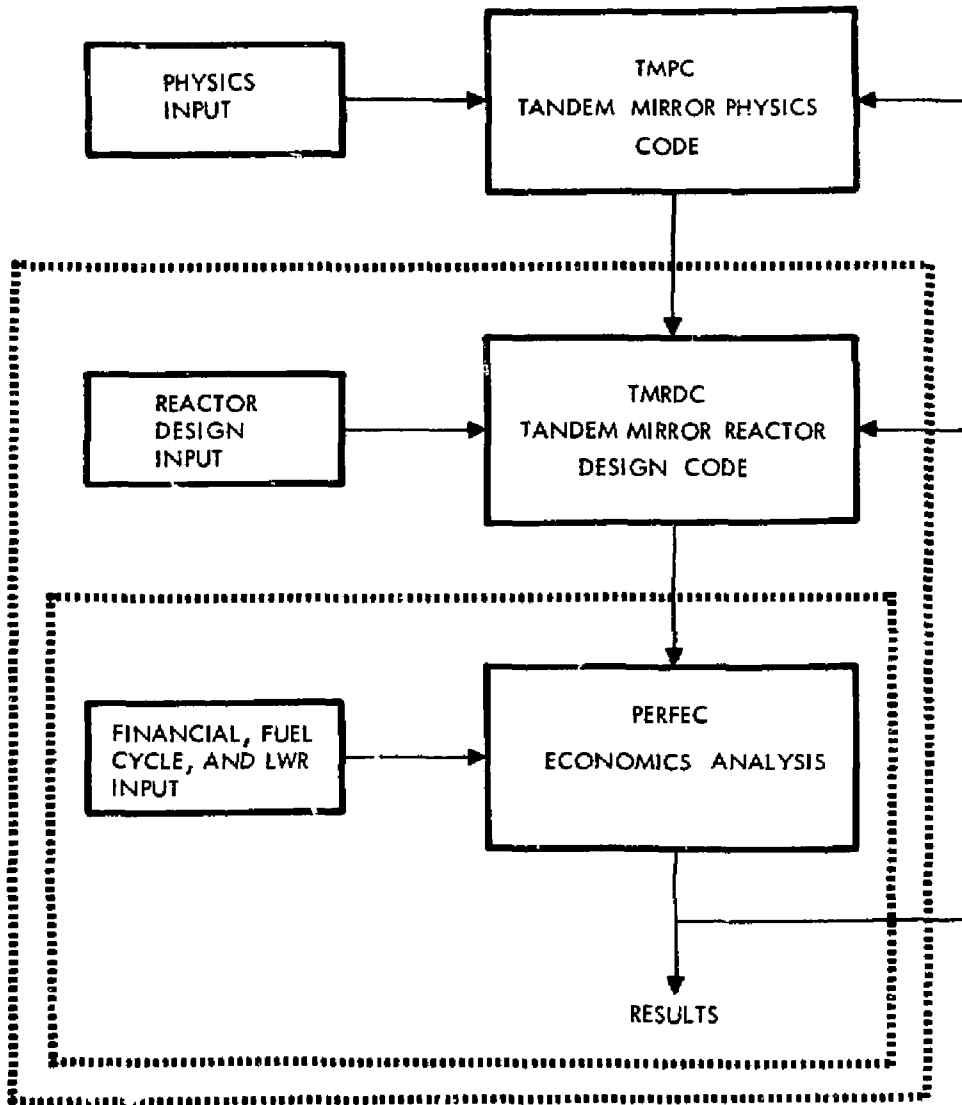 PHYSICS
INPUT
TMPC
TANDEM MIRROR PHYSICS
CODE
REACTOR
DESIGN
INPUT
TMRDC
TANDEM MIRROR REACTOR
DESIGN CODE
FINANCIAL, FUEL
CYCLE, AND LWR
INPUT
PERFEC
ECONOMICS ANALYSIS
RESULTS